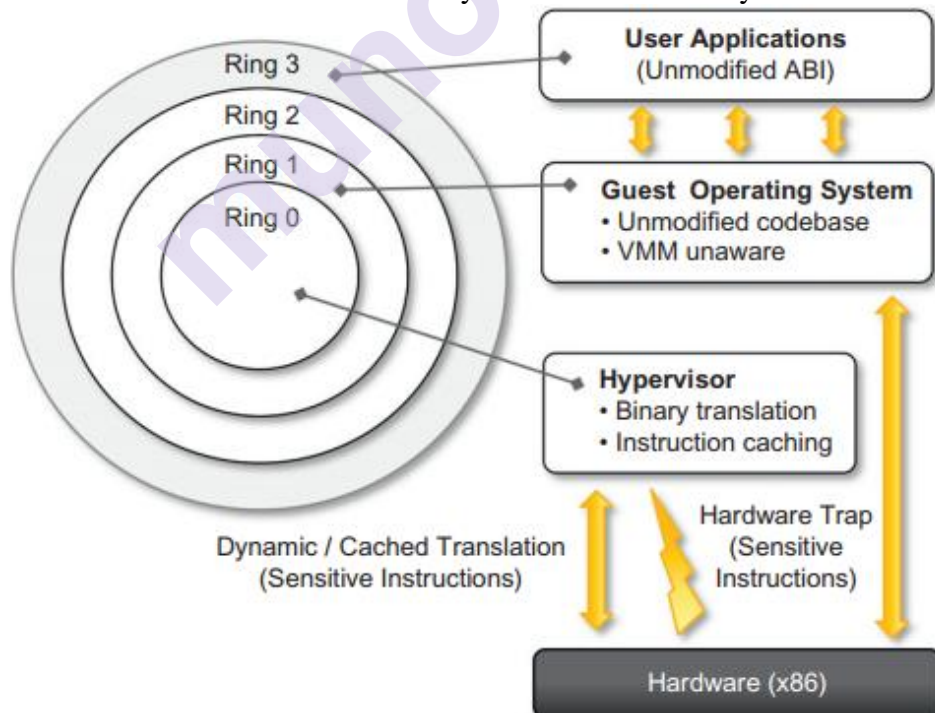 Ring 3
Ring 2
Ring 1
Ring 0
User Applications
(Unmodified ABI)
Guest Operating System
• Unmodified codebase
• VMM unaware
Hypervisor
• Binary translation
• Instruction caching
Dynamic / Cached Translation
(Sensitive Instructions)
Hardware Trap
(Sensitive
Instructions)
Hardware (x86)